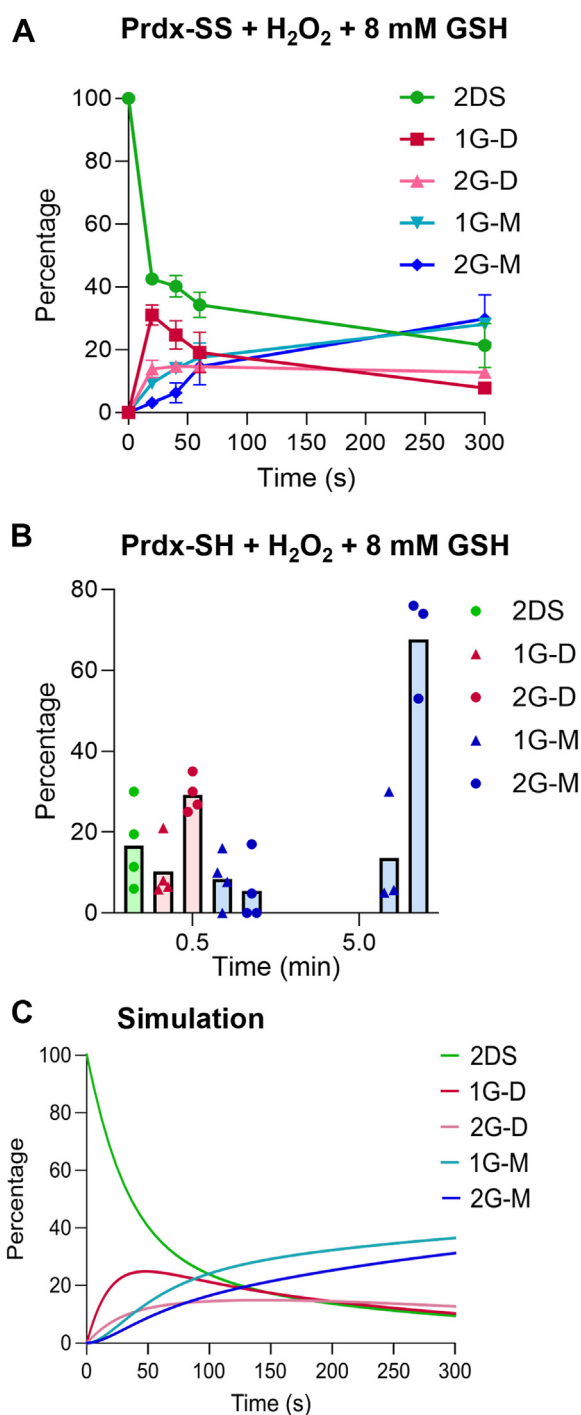 A
Prdx-SS + H₂O₂ + 8 mM GSH
100
80
60
40
20
0
Percentage
2DS
1G-D
2G-D
1G-M
2G-M
0 50 100 150 200 250 300
Time (s)
B
Prdx-SH + H₂O₂ + 8 mM GSH
80
60
40
20
0
Percentage
2DS
1G-D
2G-D
1G-M
2G-M
0.5 5.0
Time (min)
C
Simulation
100
80
60
40
20
0
Percentage
2DS
1G-D
2G-D
1G-M
2G-M
0 50 100 150 200 250 300
Time (s)